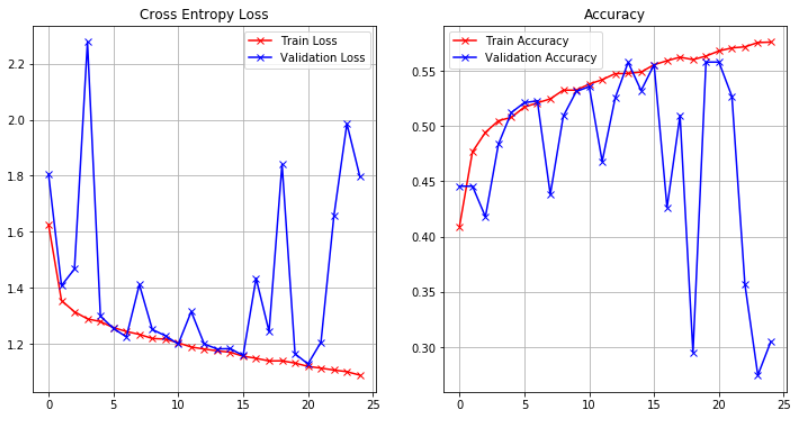 Cross Entropy Loss
Train Loss
Validation Loss
2.2
2.0
1.8
1.6
1.4
1.2
0 5 10 15 20 25
Accuracy
Train Accuracy
Validation Accuracy
0.55
0.50
0.45
0.40
0.35
0.30
0 5 10 15 20 25